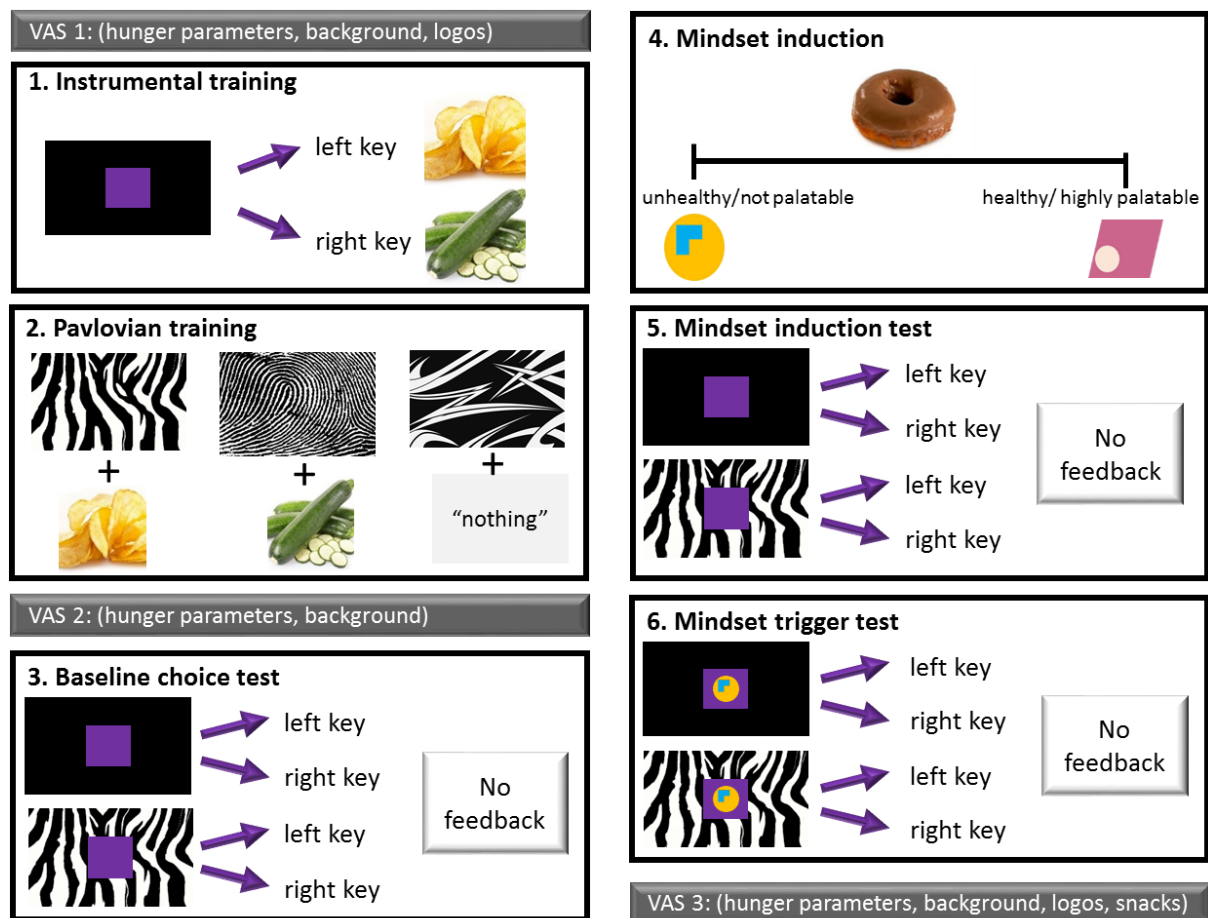 VAS 1: (hunger parameters, background, logos)
1. Instrumental training
left key
right key
2. Pavlovian training
+
+
+
“nothing”
VAS 2: (hunger parameters, background)
3. Baseline choice test
left key
right key
left key
right key
No
feedback
4. Mindset induction
unhealthy/not palatable
healthy/ highly palatable
5. Mindset induction test
left key
right key
left key
right key
No
feedback
6. Mindset trigger test
left key
right key
left key
right key
No
feedback
VAS 3: (hunger parameters, background, logos, snacks)